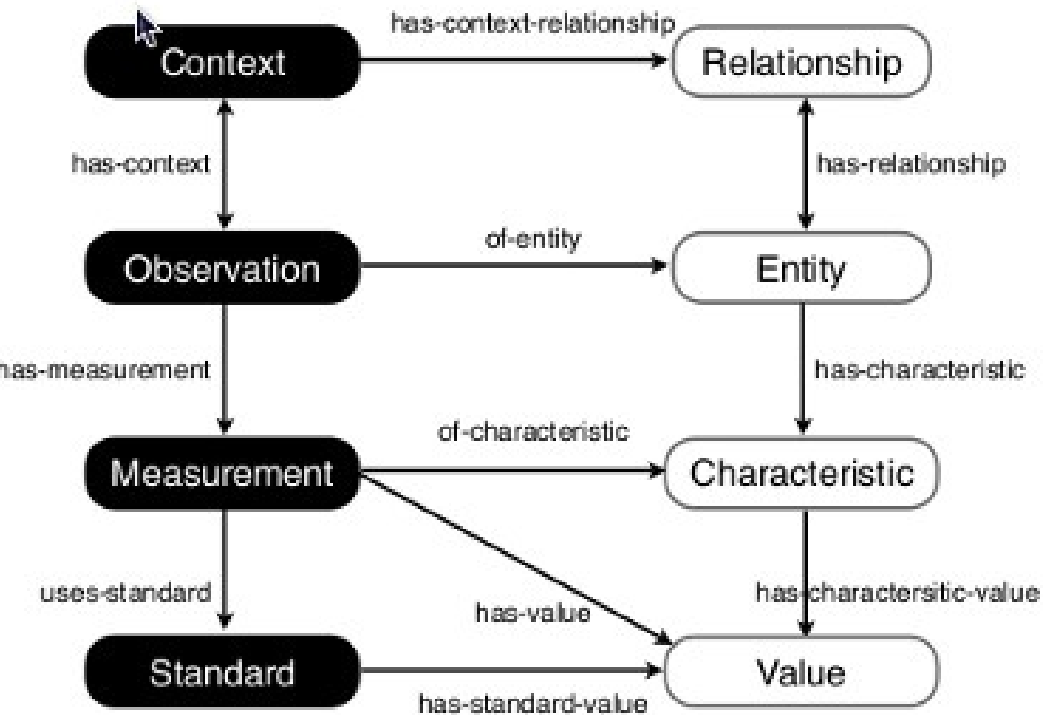 has-context-relationship
Context
Relationship
has-context
has-relationship
of-entity
Observation
Entity
has-measurement
has-characteristic
of-characteristic
Measurement
Characteristic
uses-standard
has-value
has-charactersitic-value
Standard
Value
has-standard-value